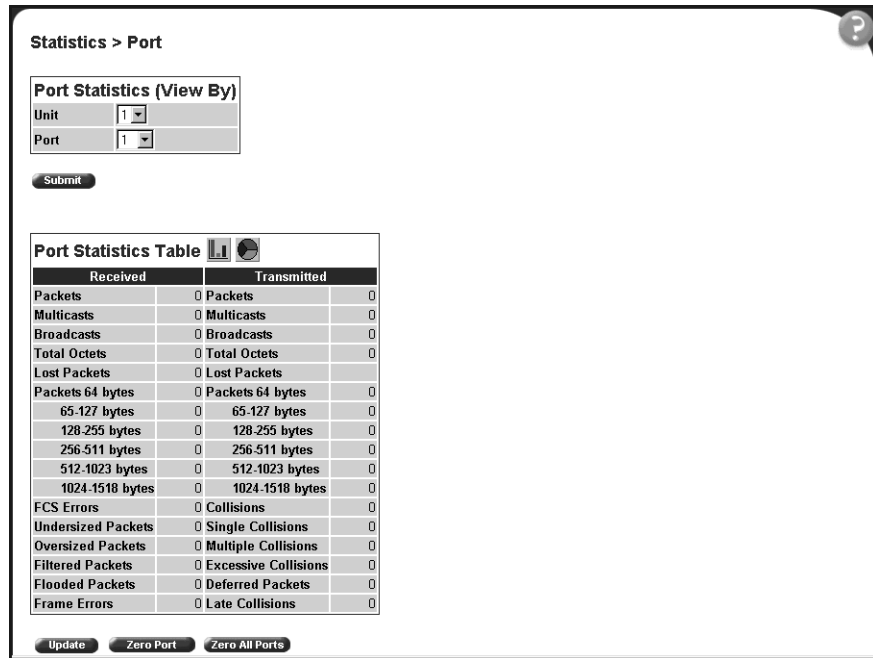 ?
Statistics > Port
Port Statistics (View By)
Unit 1
Port 1
Submit
Port Statistics Table
Received Transmitted
Packets 0 Packets 0
Multicasts 0 Multicasts 0
Broadcasts 0 Broadcasts 0
Total Octets 0 Total Octets 0
Lost Packets 0 Lost Packets
Packets 64 bytes 0 Packets 64 bytes 0
65-127 bytes 0 65-127 bytes 0
128-255 bytes 0 128-255 bytes 0
256-511 bytes 0 256-511 bytes 0
512-1023 bytes 0 512-1023 bytes 0
1024-1518 bytes 0 1024-1518 bytes 0
FCS Errors 0 Collisions 0
Undersized Packets 0 Single Collisions 0
Oversized Packets 0 Multiple Collisions 0
Filtered Packets 0 Excessive Collisions 0
Flooded Packets 0 Deferred Packets 0
Frame Errors 0 Late Collisions 0
Update Zero Port Zero All Ports